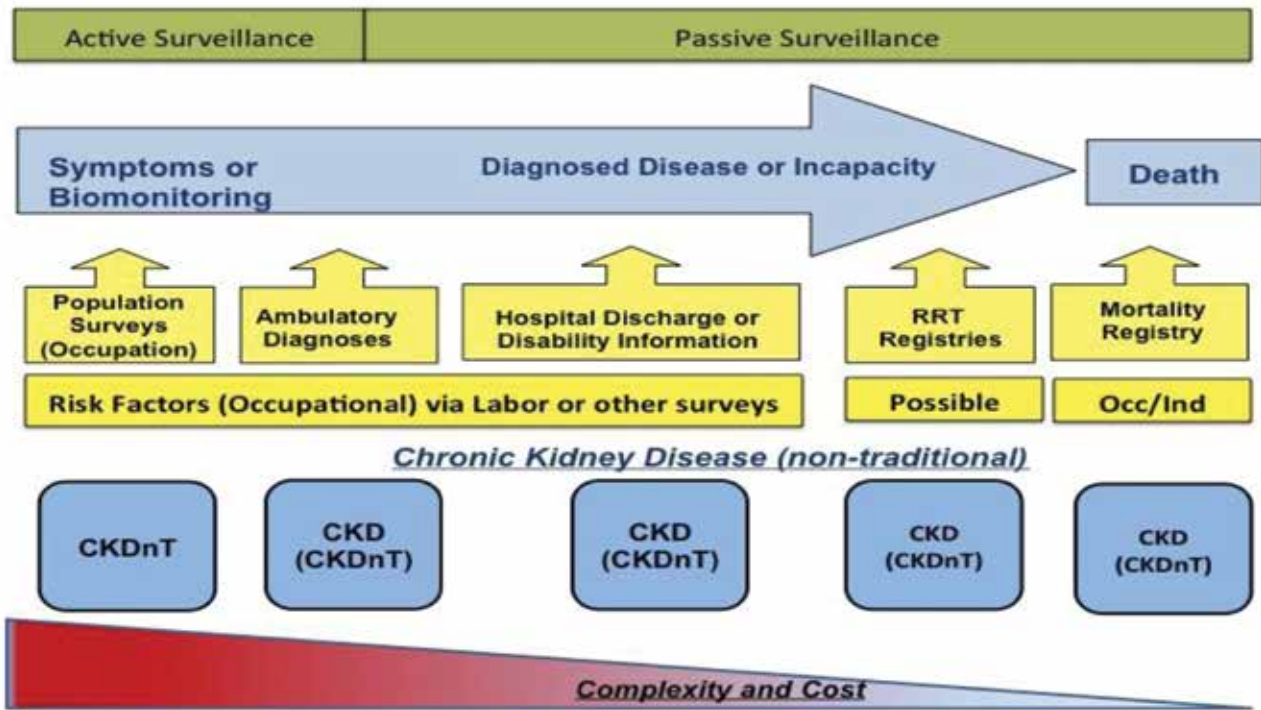 Active Surveillance
Passive Surveillance
Symptoms or
Biomonitoring
Diagnosed Disease or Incapacity
Death
Population
Surveys
(Occupation)
Ambulatory
Diagnoses
Hospital Discharge or
Disability Information
RRT
Registries
Mortality
Registry
Risk Factors (Occupational) via Labor or other surveys
Possible
Occ/Ind
Chronic Kidney Disease (non-traditional)
CKDnT
CKD
(CKDnT)
CKD
(CKDnT)
CKD
(CKDnT)
CKD
(CKDnT)
Complexity and Cost